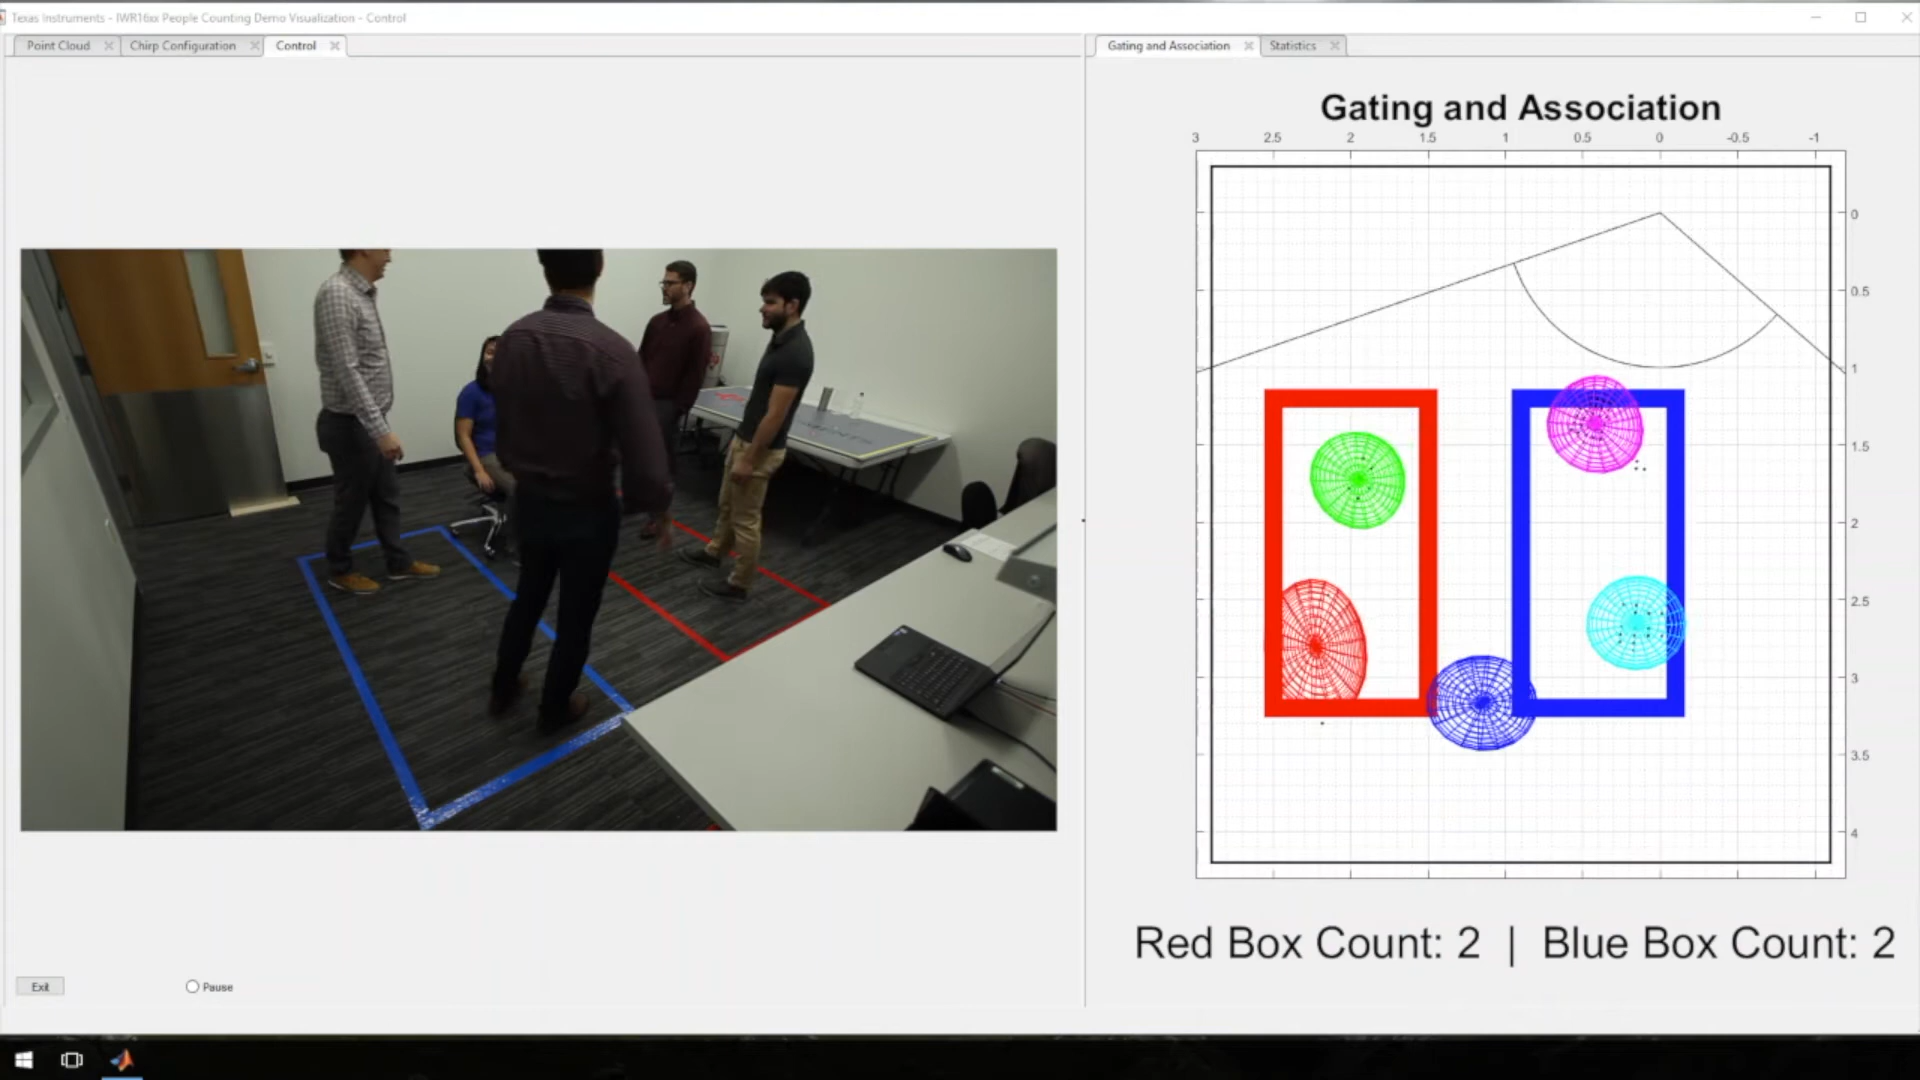 Texas Instruments - IWR16xx People Counting Demo Visualization - Control
Point Cloud
Chirp Configuration
Control
Gating and Association
Statistics
Gating and Association
3 2.5 2 1.5 1 0.5 0 -0.5 -1
0
0.5
1
1.5
2
2.5
3
3.5
4
Red Box Count: 2 | Blue Box Count: 2
Exit
Pause